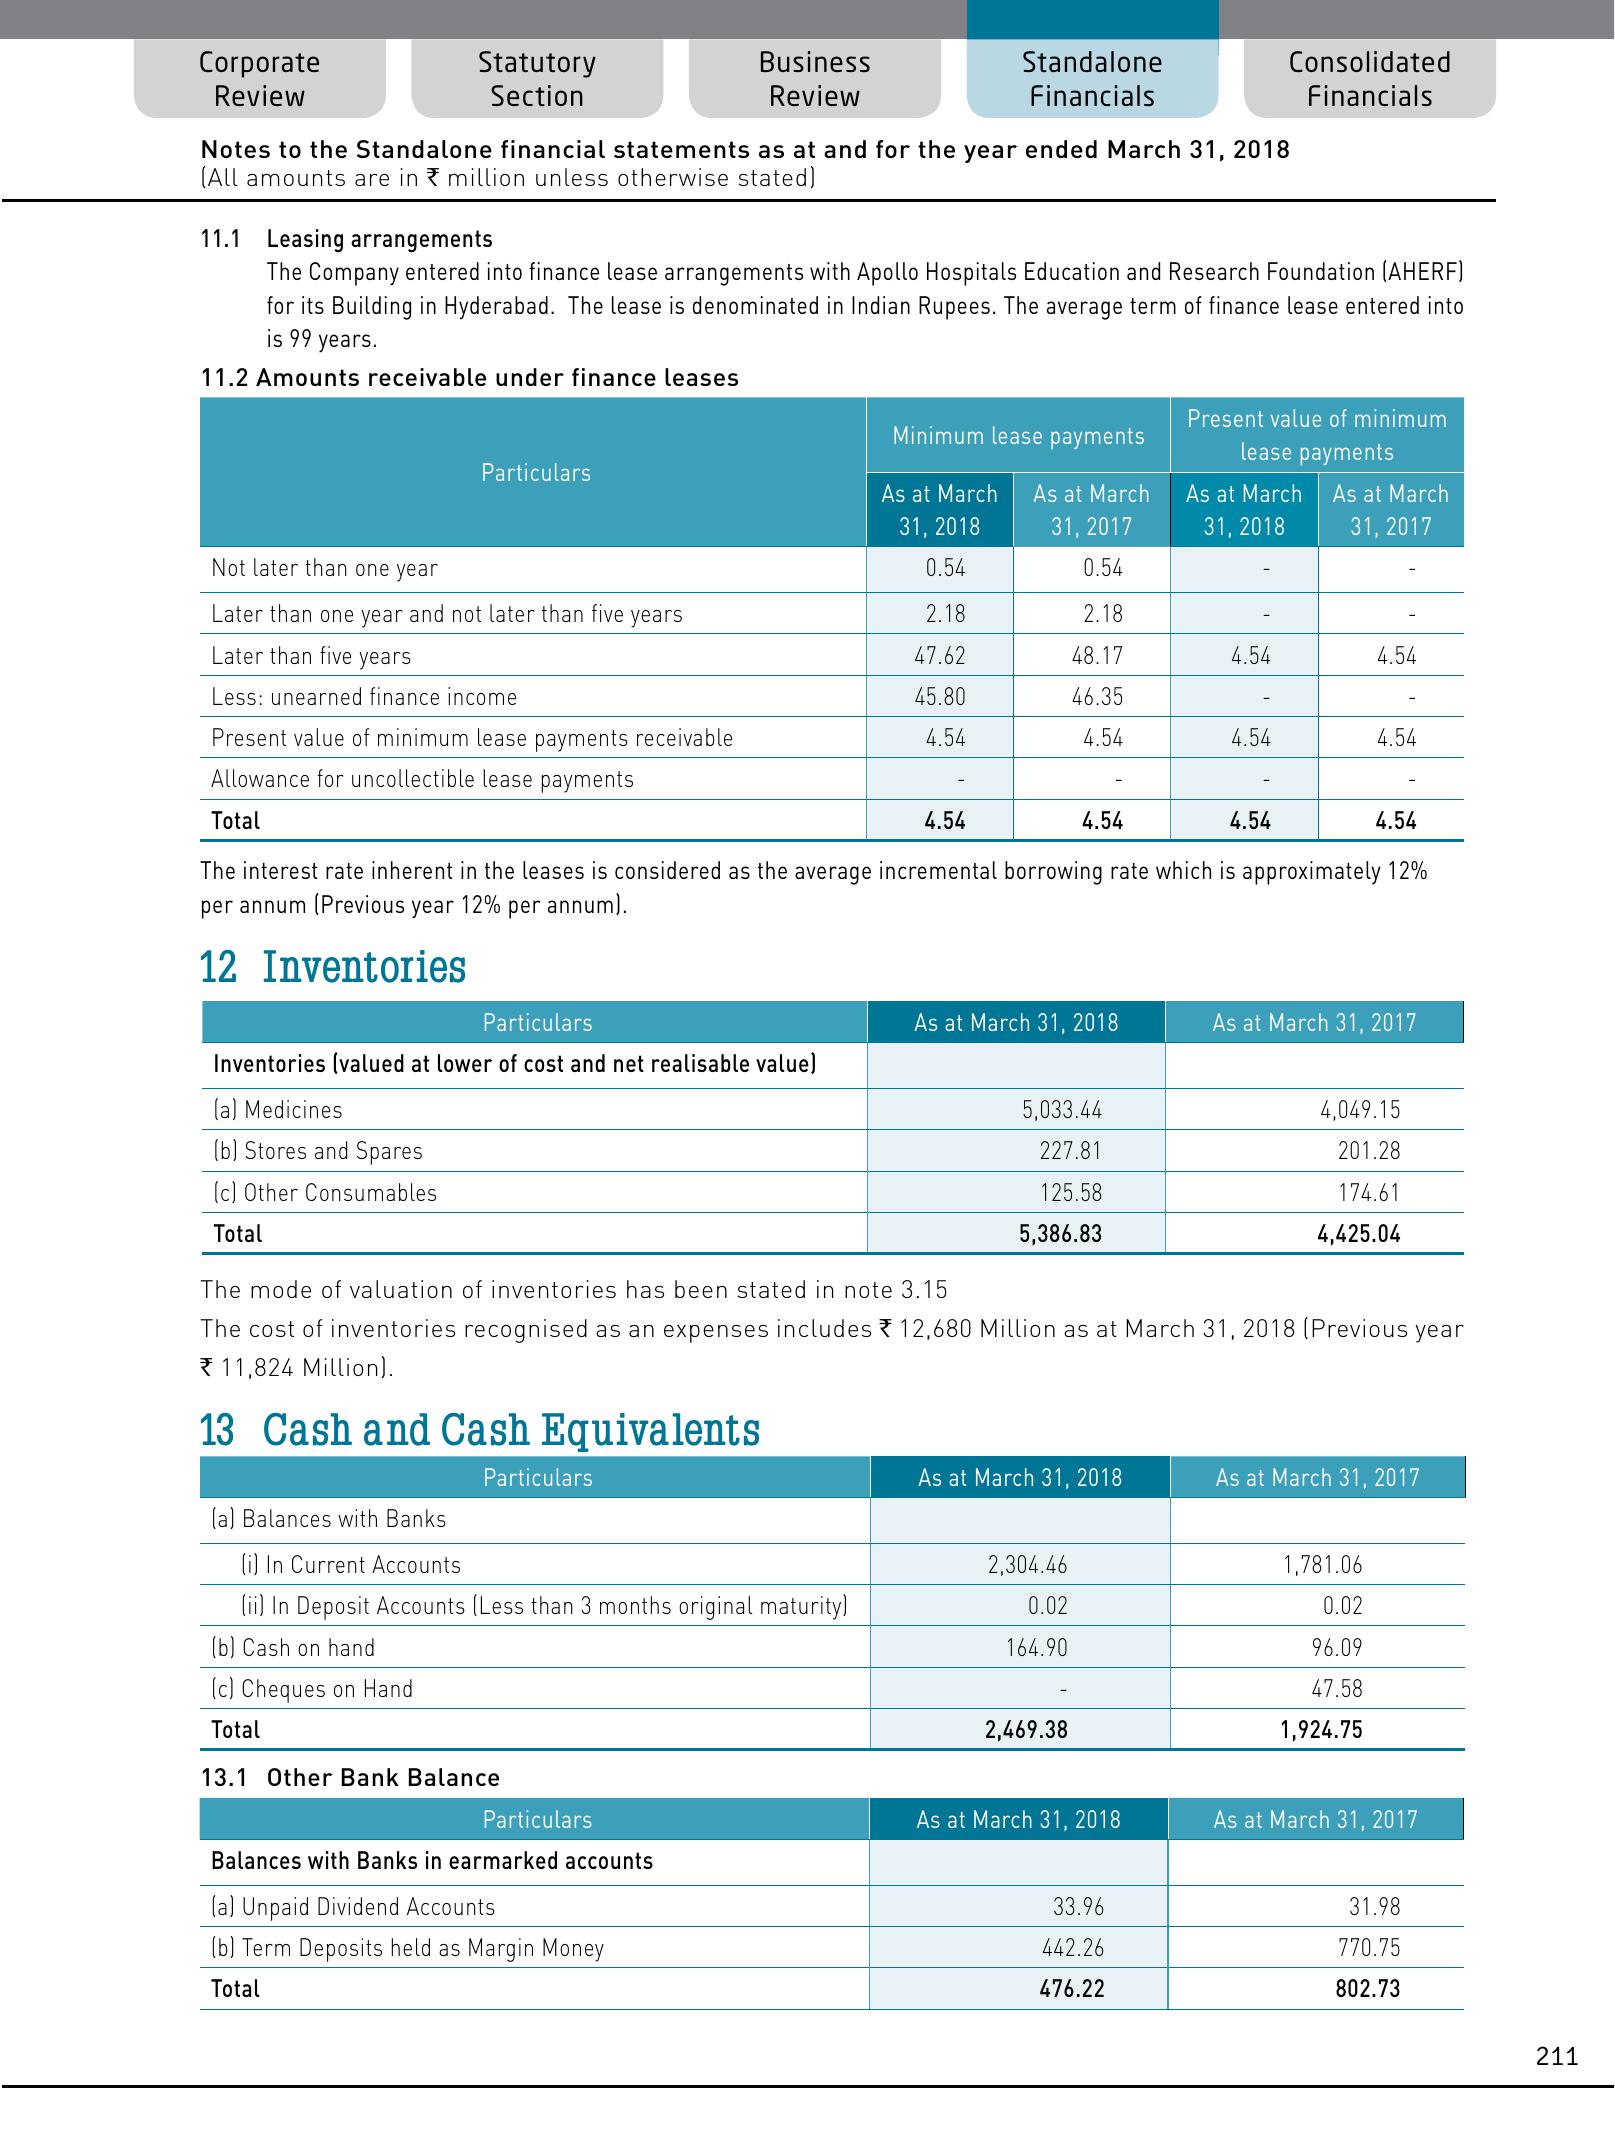 Corporate Review
Statutory Section
Business Review
Standalone Financials
Consolidated Financials
Notes to the Standalone financial statements as at and for the year ended March 31, 2018
(All amounts are in ₹ million unless otherwise stated)
11.1 Leasing arrangements
The Company entered into finance lease arrangements with Apollo Hospitals Education and Research Foundation (AHERF)
for its Building in Hyderabad. The lease is denominated in Indian Rupees. The average term of finance lease entered into
is 99 years.
11.2 Amounts receivable under finance leases
Particulars Minimum lease payments Present value of minimum lease payments
As at March 31, 2018 As at March 31, 2017 As at March 31, 2018 As at March 31, 2017
Not later than one year 0.54 0.54 - -
Later than one year and not later than five years 2.18 2.18 - -
Later than five years 47.62 48.17 4.54 4.54
Less: unearned finance income 45.80 46.35 - -
Present value of minimum lease payments receivable 4.54 4.54 4.54 4.54
Allowance for uncollectible lease payments - - - -
Total 4.54 4.54 4.54 4.54
The interest rate inherent in the leases is considered as the average incremental borrowing rate which is approximately 12%
per annum (Previous year 12% per annum).
12 Inventories
Particulars As at March 31, 2018 As at March 31, 2017
Inventories (valued at lower of cost and net realisable value)
(a) Medicines 5,033.44 4,049.15
(b) Stores and Spares 227.81 201.28
(c) Other Consumables 125.58 174.61
Total 5,386.83 4,425.04
The mode of valuation of inventories has been stated in note 3.15
The cost of inventories recognised as an expenses includes ₹ 12,680 Million as at March 31, 2018 (Previous year
₹ 11,824 Million).
13 Cash and Cash Equivalents
Particulars As at March 31, 2018 As at March 31, 2017
(a) Balances with Banks
(i) In Current Accounts 2,304.46 1,781.06
(ii) In Deposit Accounts (Less than 3 months original maturity) 0.02 0.02
(b) Cash on hand 164.90 96.09
(c) Cheques on Hand - 47.58
Total 2,469.38 1,924.75
13.1 Other Bank Balance
Particulars As at March 31, 2018 As at March 31, 2017
Balances with Banks in earmarked accounts
(a) Unpaid Dividend Accounts 33.96 31.98
(b) Term Deposits held as Margin Money 442.26 770.75
Total 476.22 802.73
211